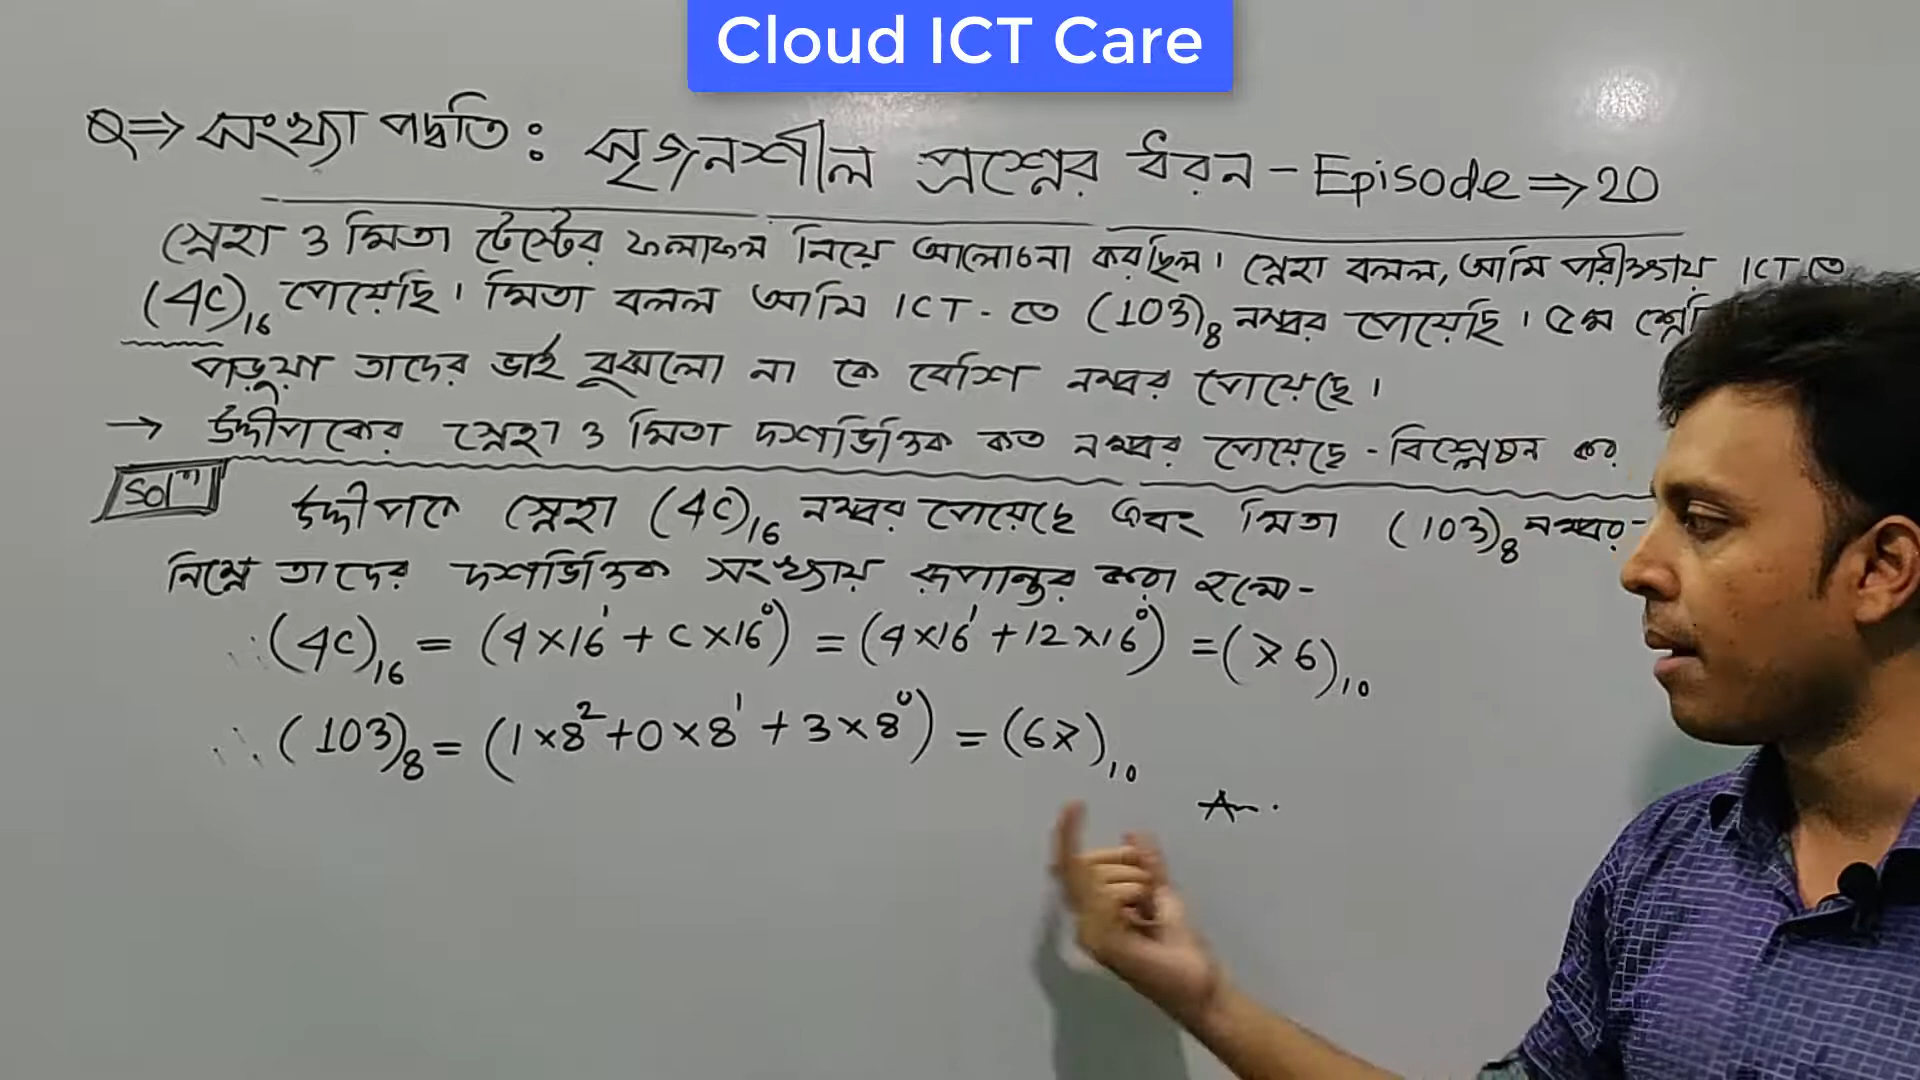 Cloud ICT Care
Q⇒ সংখ্যা পদ্ধতি : সৃজনশীল প্রশ্নের ধরন - Episode ⇒ 20
স্নেহা ও মিতা টেস্টের ফলাফল নিয়ে আলোচনা করছিল। স্নেহা বলল, আমি পরীক্ষায় ICT তে
(4C)₁₆ পেয়েছি। মিতা বলল আমি ICT - তে (103)₈ নম্বর পেয়েছি। ৫ম
পড়ুয়া তাদের ভাই বুঝলো না কে বেশি নম্বর পেয়েছে।
→ উদ্দীপকের স্নেহা ও মিতা দশভিত্তিক কত নম্বর পেয়েছে - বিশ্লেষন কর
Solⁿ
উদ্দীপকে স্নেহা (4C)₁₆ নম্বর পেয়েছে এবং মিতা (103)₈ নম্বর-
নিম্নে তাদের দশভিত্তিক সংখ্যায় রূপান্তর করা হলো-
∴ (4C)₁₆ = (4×16¹ + C×16⁰) = (4×16¹ + 12×16⁰) = (76)₁₀
∴ (103)₈ = (1×8² + 0×8¹ + 3×8⁰) = (67)₁₀